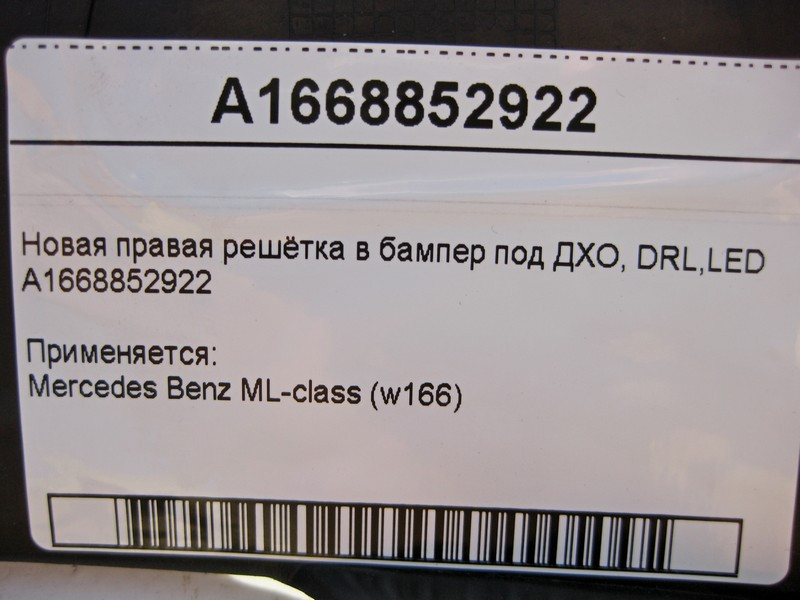 A1668852922
Новая правая решётка в бампер под ДХО, DRL,LED
A1668852922
Применяется:
Mercedes Benz ML-class (w166)